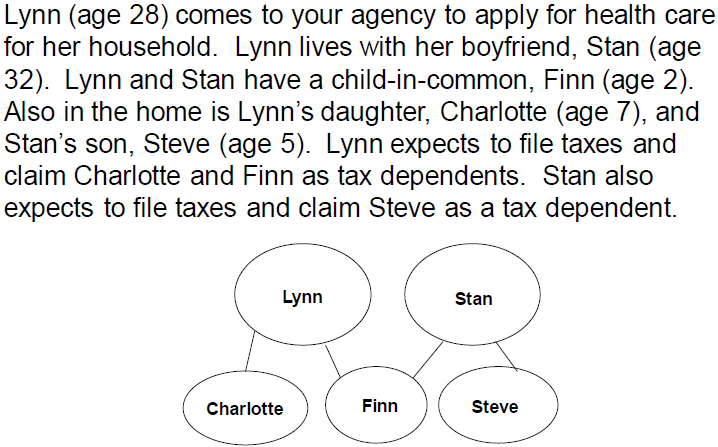 Lynn (age 28) comes to your agency to apply for health care
for her household.  Lynn lives with her boyfriend, Stan (age
32).  Lynn and Stan have a child-in-common, Finn (age 2).
Also in the home is Lynn’s daughter, Charlotte (age 7), and
Stan’s son, Steve (age 5).  Lynn expects to file taxes and
claim Charlotte and Finn as tax dependents.  Stan also
expects to file taxes and claim Steve as a tax dependent.
Lynn
Stan
Charlotte
Finn
Steve